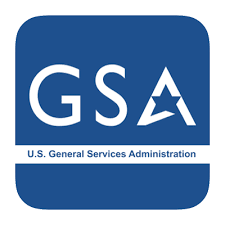 GSA
U.S. General Services Administration